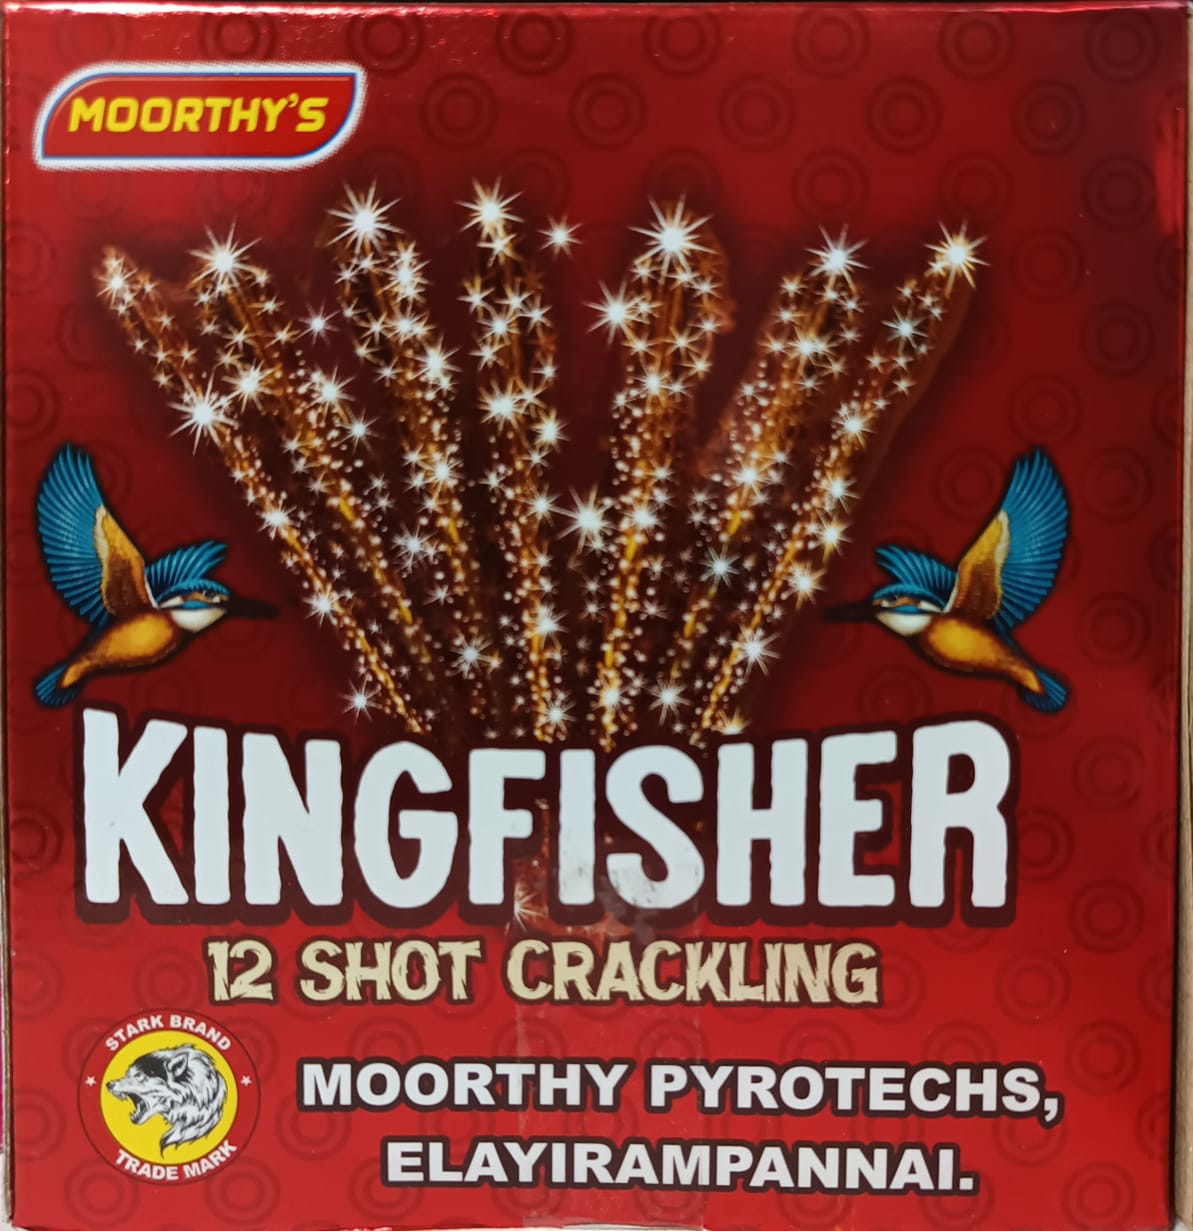 MOORTHY'S
KINGFISHER
12 SHOT CRACKLING
STARK BRAND
TRADE MARK
MOORTHY PYROTECHS,
ELAYIRAMPANNAI.